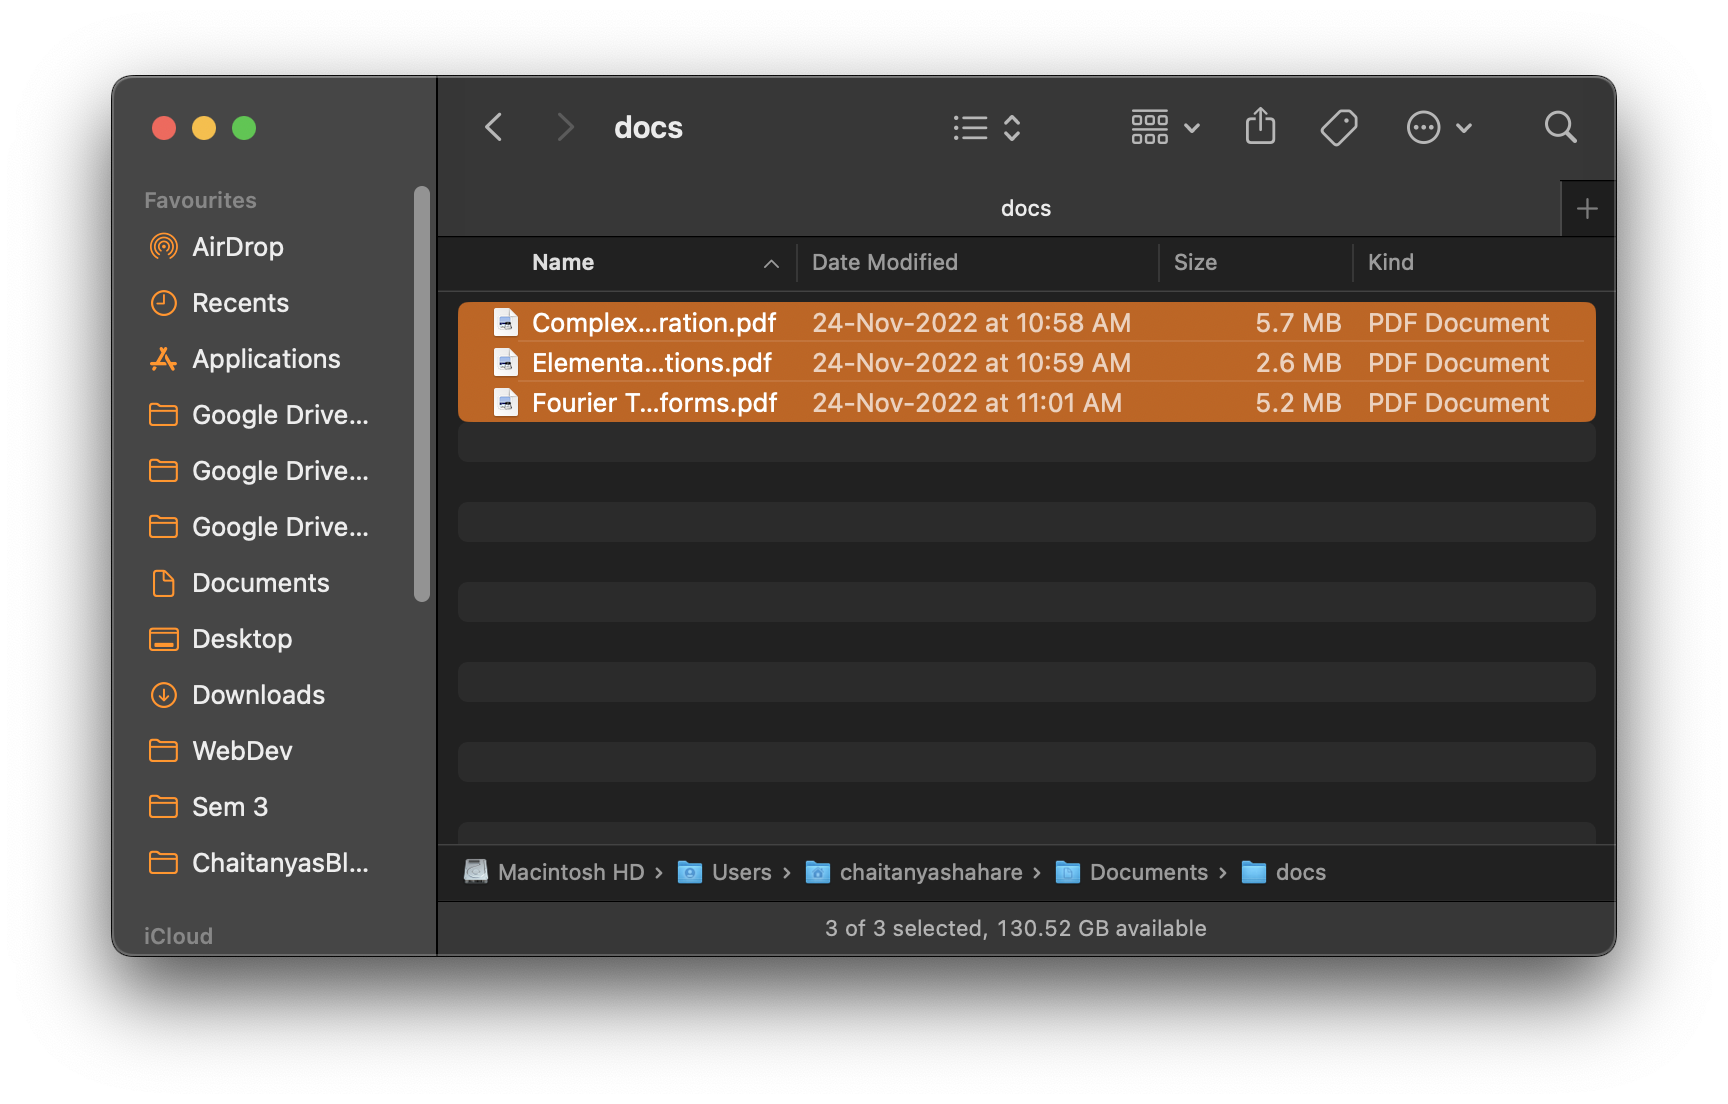 docs
docs
Favourites
AirDrop
Recents
Applications
Google Drive...
Google Drive...
Google Drive...
Documents
Desktop
Downloads
WebDev
Sem 3
ChaitanyasBl...
iCloud
Name Date Modified Size Kind
Complex...ration.pdf 24-Nov-2022 at 10:58 AM 5.7 MB PDF Document
Elementa...tions.pdf 24-Nov-2022 at 10:59 AM 2.6 MB PDF Document
Fourier T...forms.pdf 24-Nov-2022 at 11:01 AM 5.2 MB PDF Document
Macintosh HD › Users › chaitanyashahare › Documents › docs
3 of 3 selected, 130.52 GB available